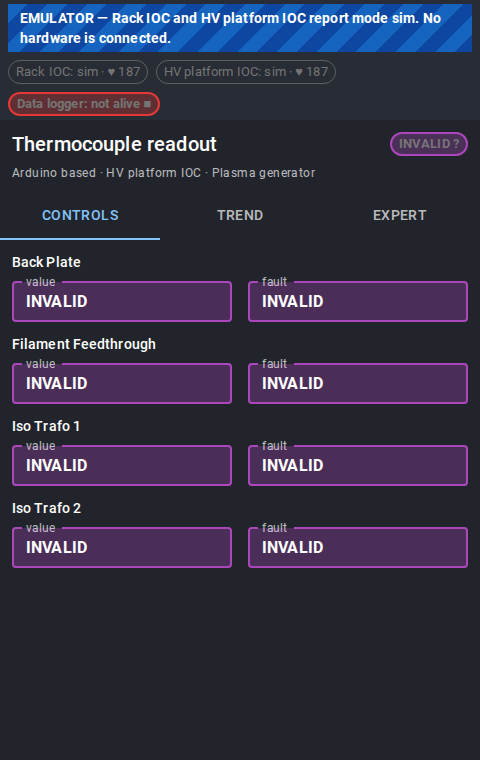 EMULATOR — Rack IOC and HV platform IOC report mode sim. No
hardware is connected.
Rack IOC: sim · ♥ 187
HV platform IOC: sim · ♥ 187
Data logger: not alive ■
Thermocouple readout
INVALID ?
Arduino based · HV platform IOC · Plasma generator
CONTROLS
TREND
EXPERT
Back Plate
value
fault
INVALID
INVALID
Filament Feedthrough
value
fault
INVALID
INVALID
Iso Trafo 1
value
fault
INVALID
INVALID
Iso Trafo 2
value
fault
INVALID
INVALID